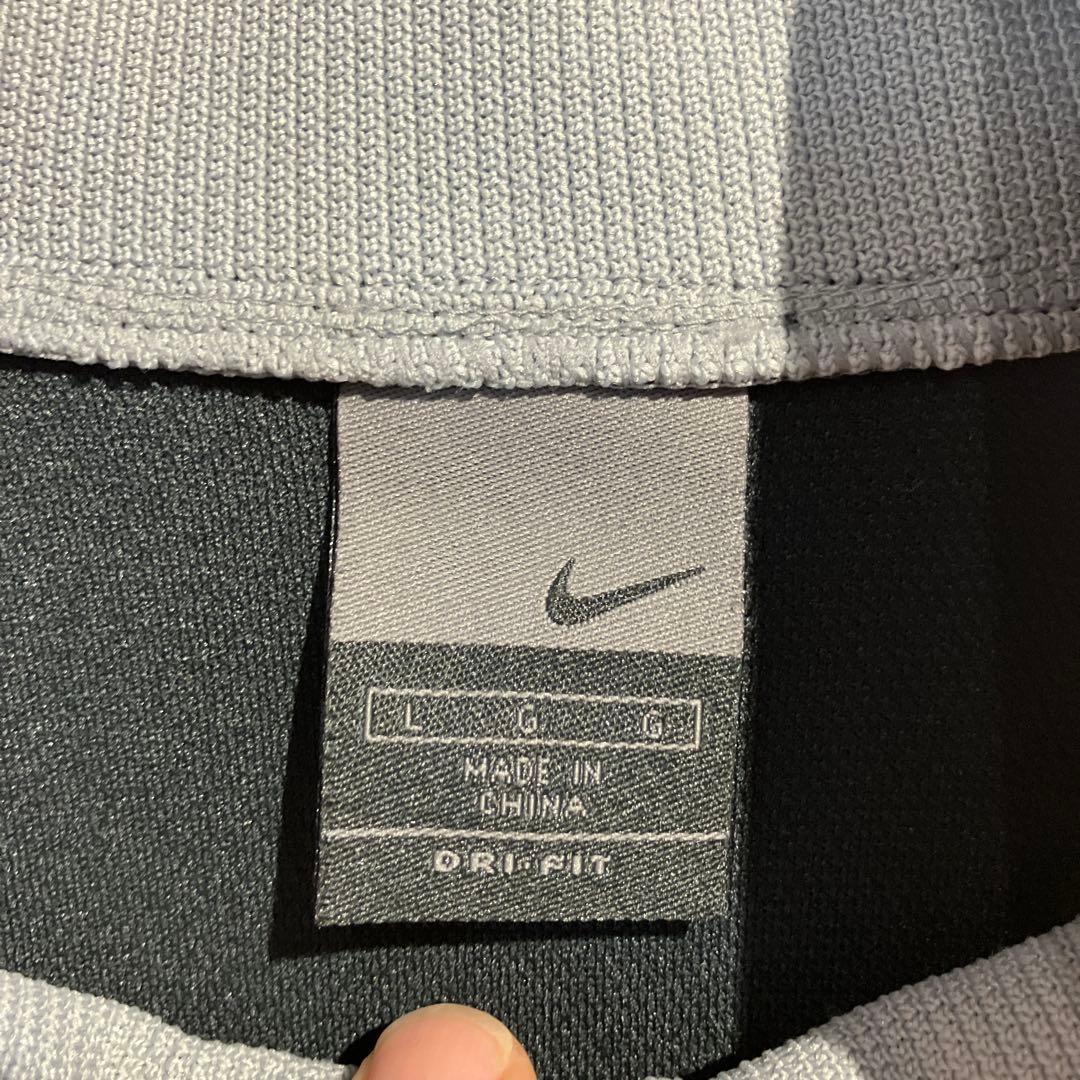 L G G
MADE IN
CHINA
DRI-FIT